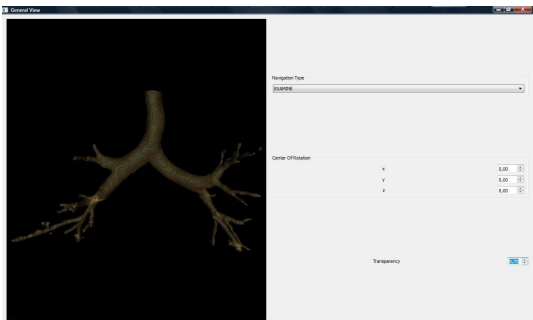 General View
Navigation Type
EXAMINE
Center Of Rotation
x 0,00
y 0,00
z 0,00
Transparency